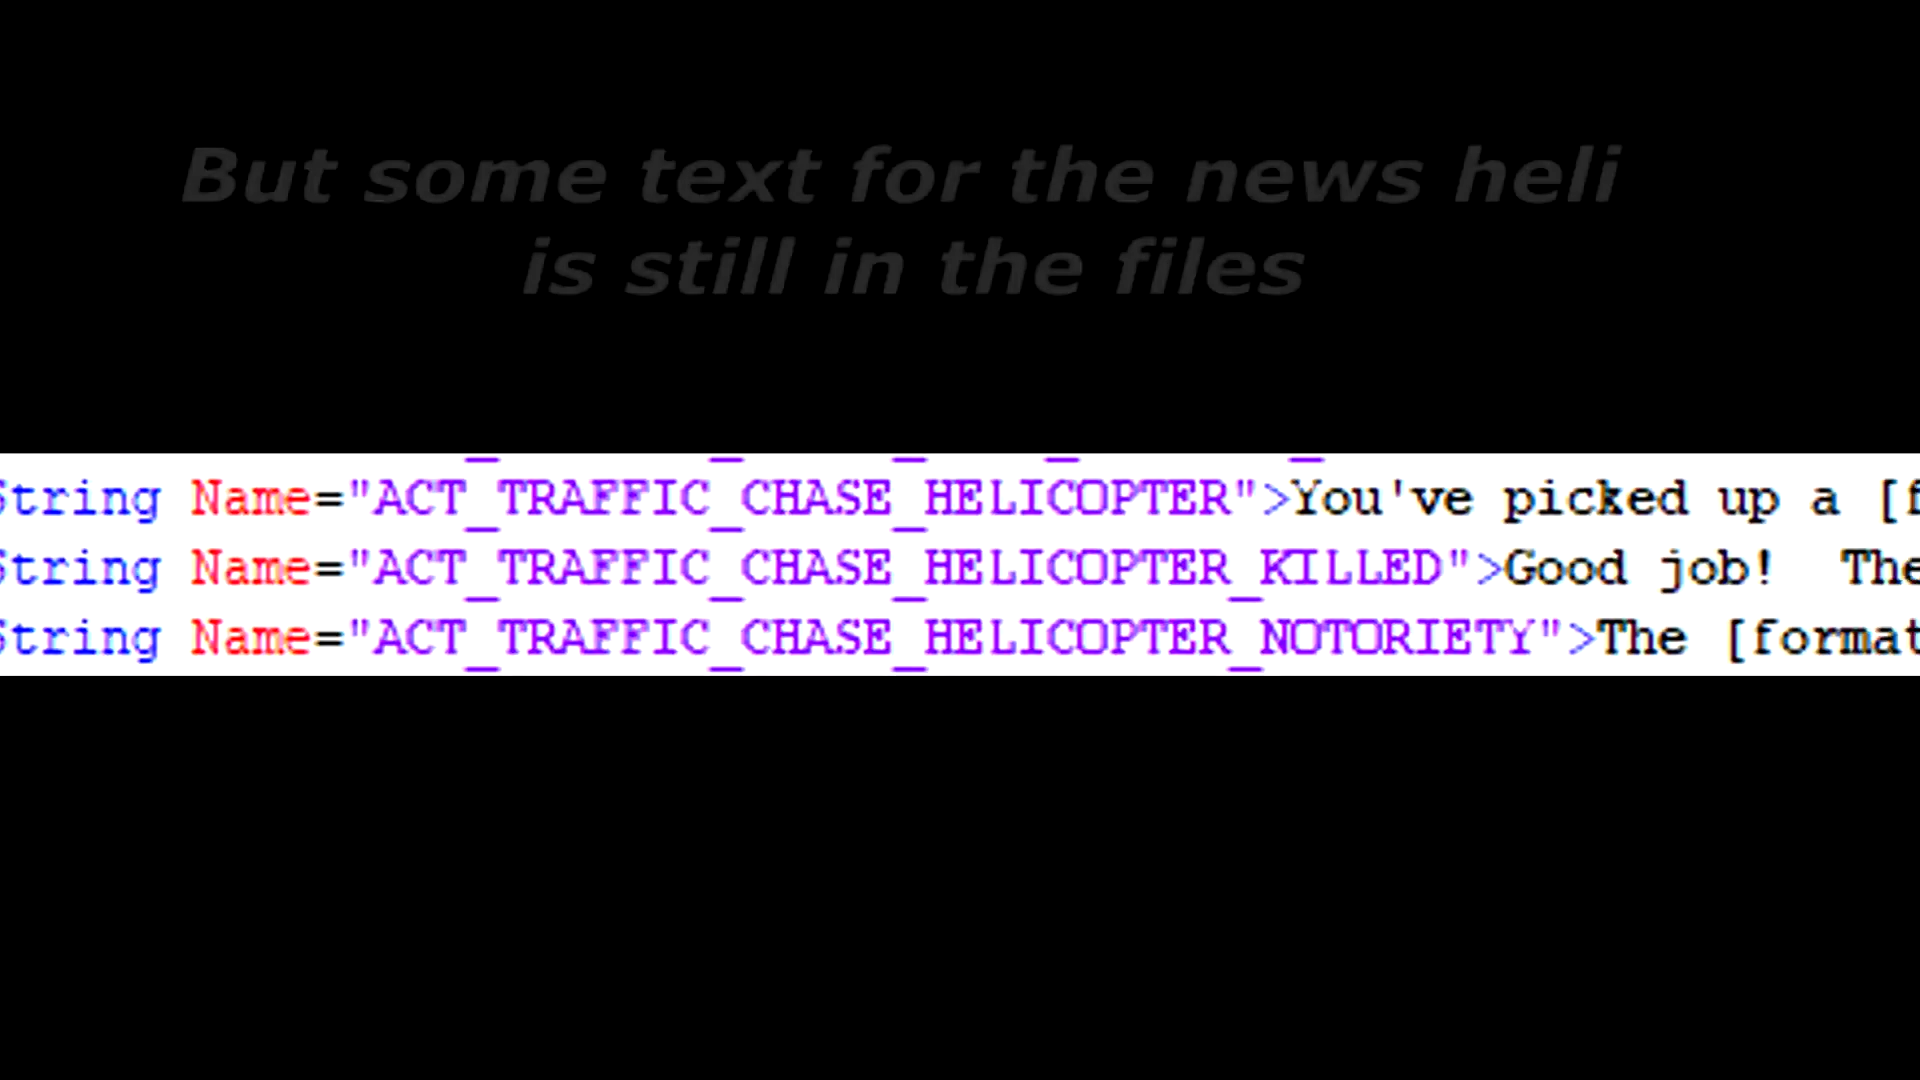 But some text for the news heli
is still in the files
String Name="ACT_TRAFFIC_CHASE_HELICOPTER">You've picked up a [f
String Name="ACT_TRAFFIC_CHASE_HELICOPTER_KILLED">Good job!  The
String Name="ACT_TRAFFIC_CHASE_HELICOPTER_NOTORIETY">The [format